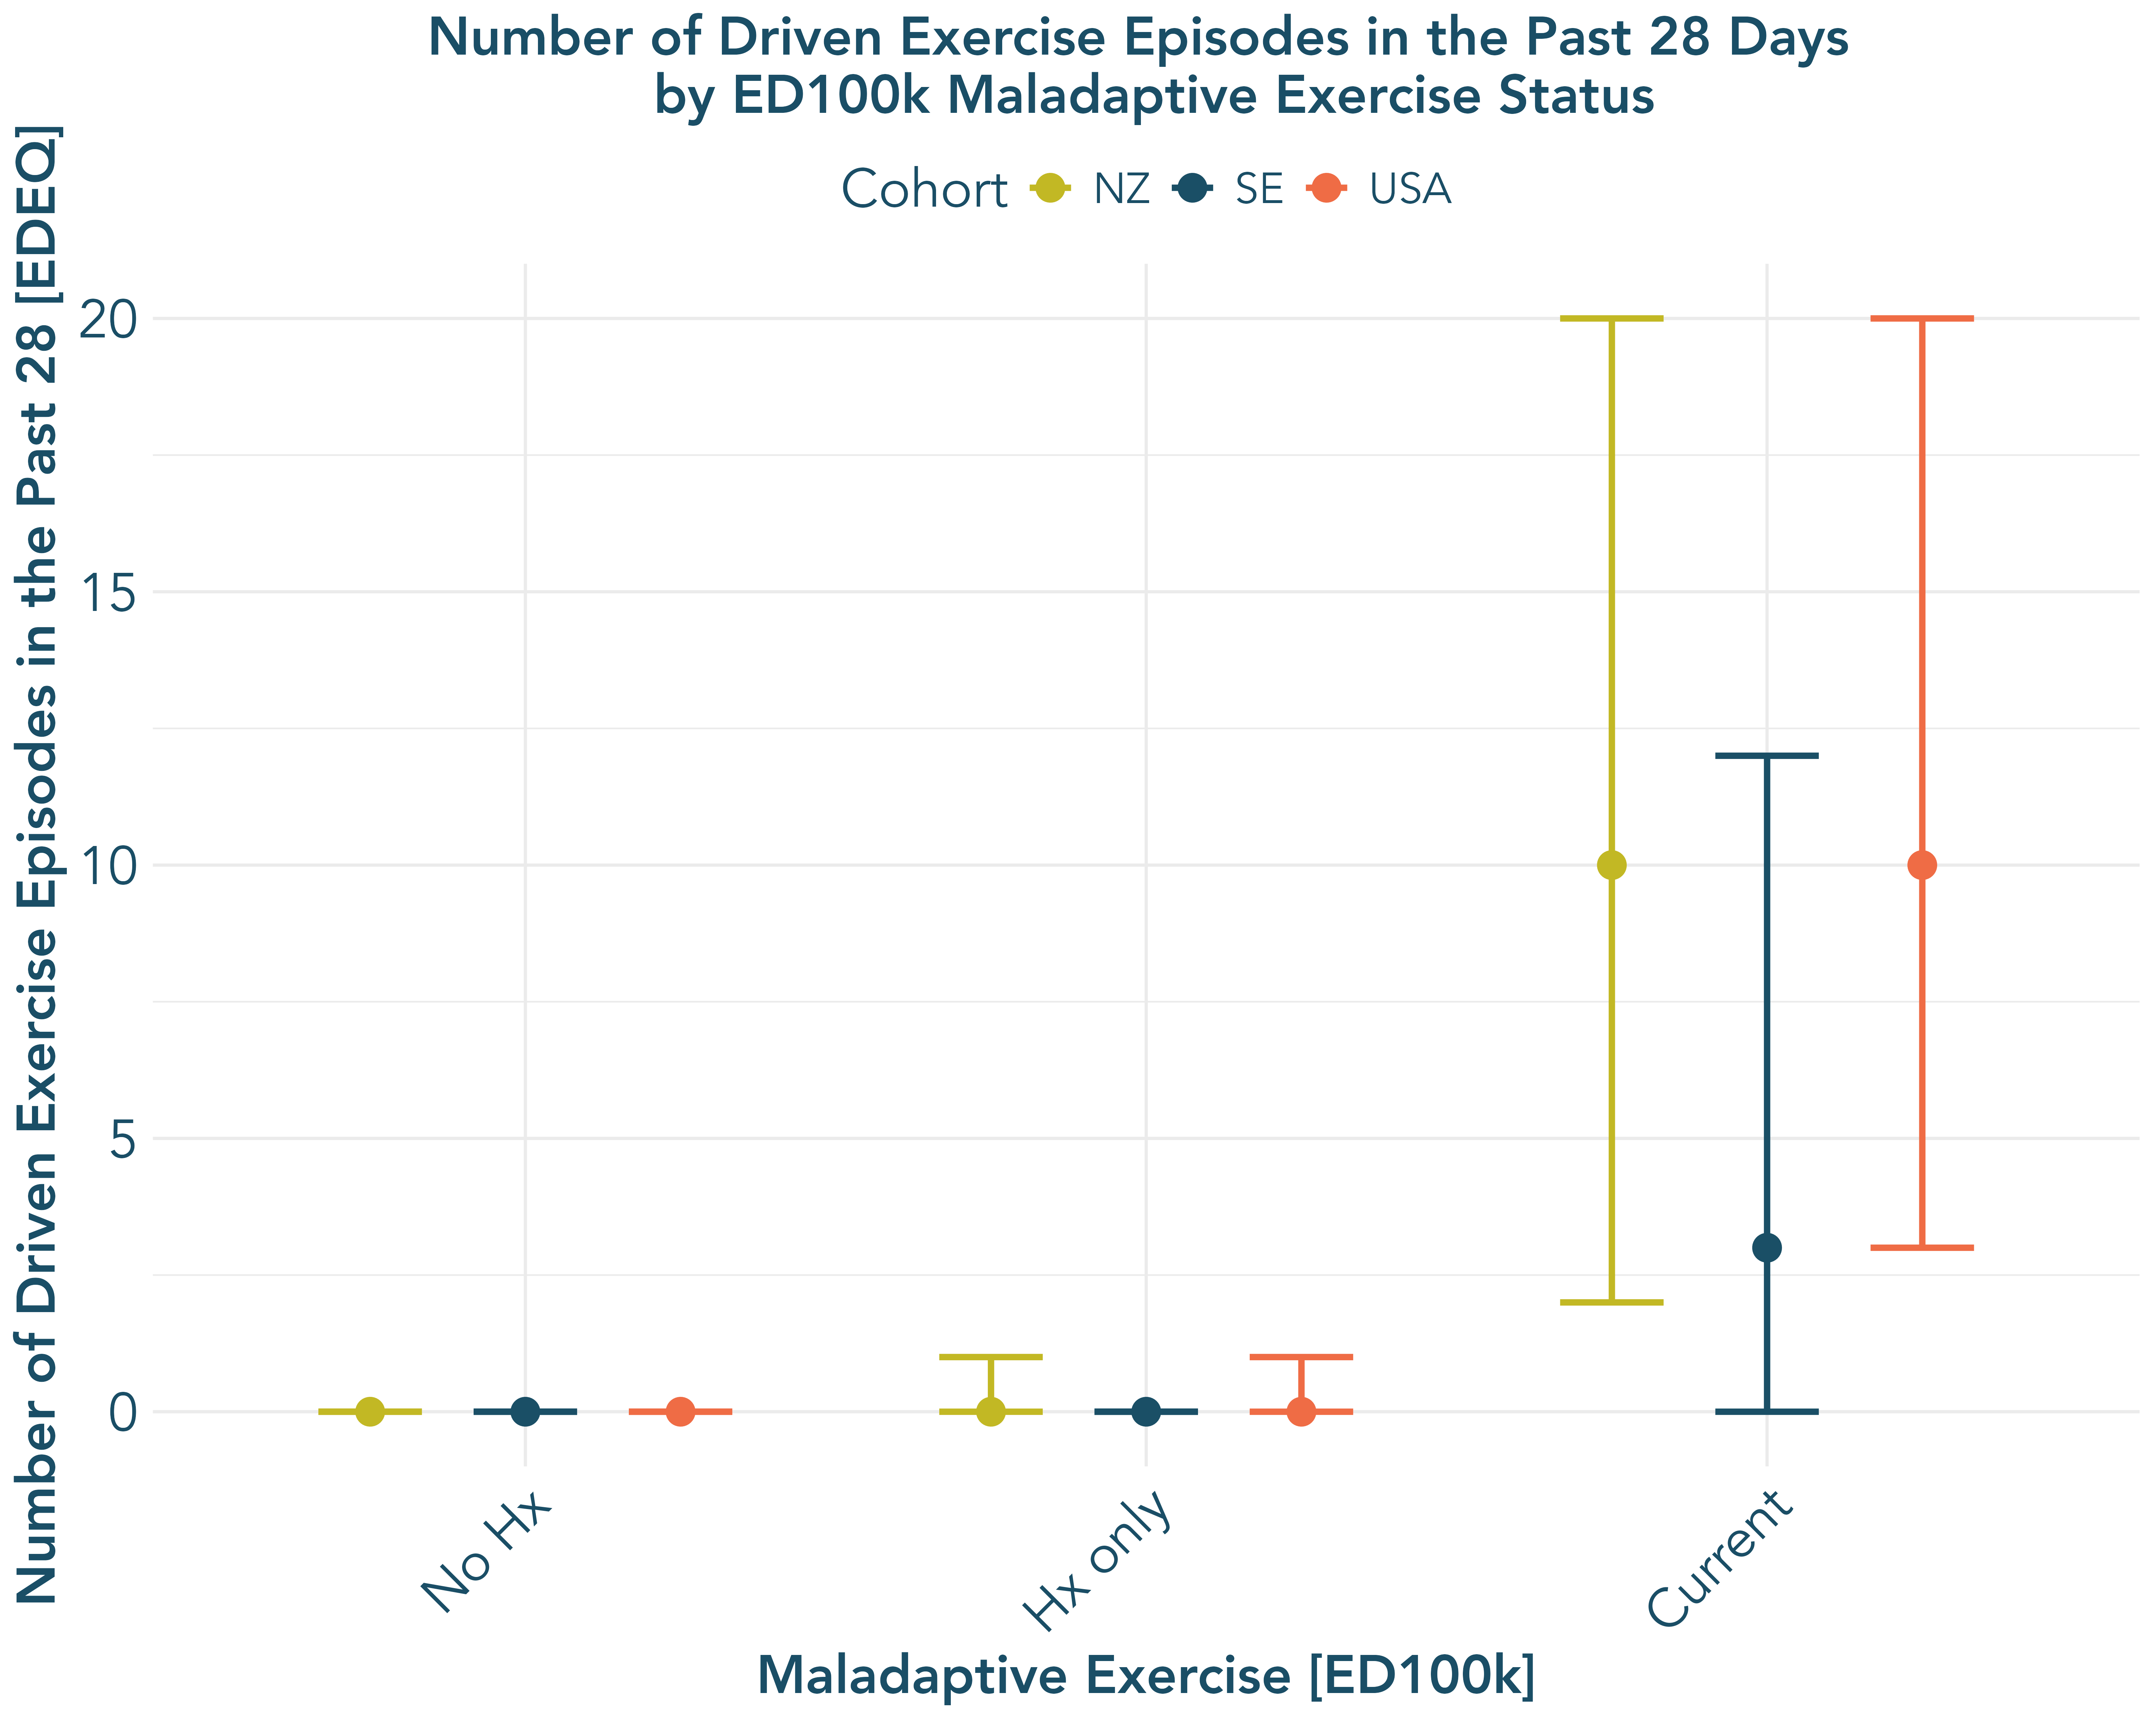 Number of Driven Exercise Episodes in the Past 28 Days
by ED100k Maladaptive Exercise Status
Cohort NZ SE USA
Number of Driven Exercise Episodes in the Past 28 [EDEQ]
20
15
10
5
0
No Hx
Hx only
Current
Maladaptive Exercise [ED100k]